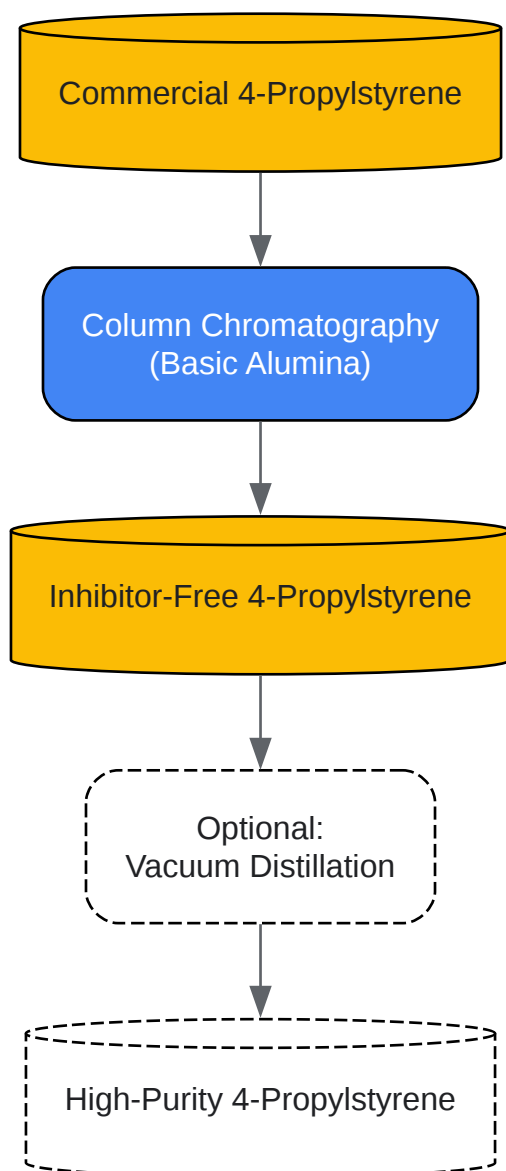 Commercial 4-Propylstyrene
Column Chromatography
(Basic Alumina)
Inhibitor-Free 4-Propylstyrene
Optional:
Vacuum Distillation
High-Purity 4-Propylstyrene